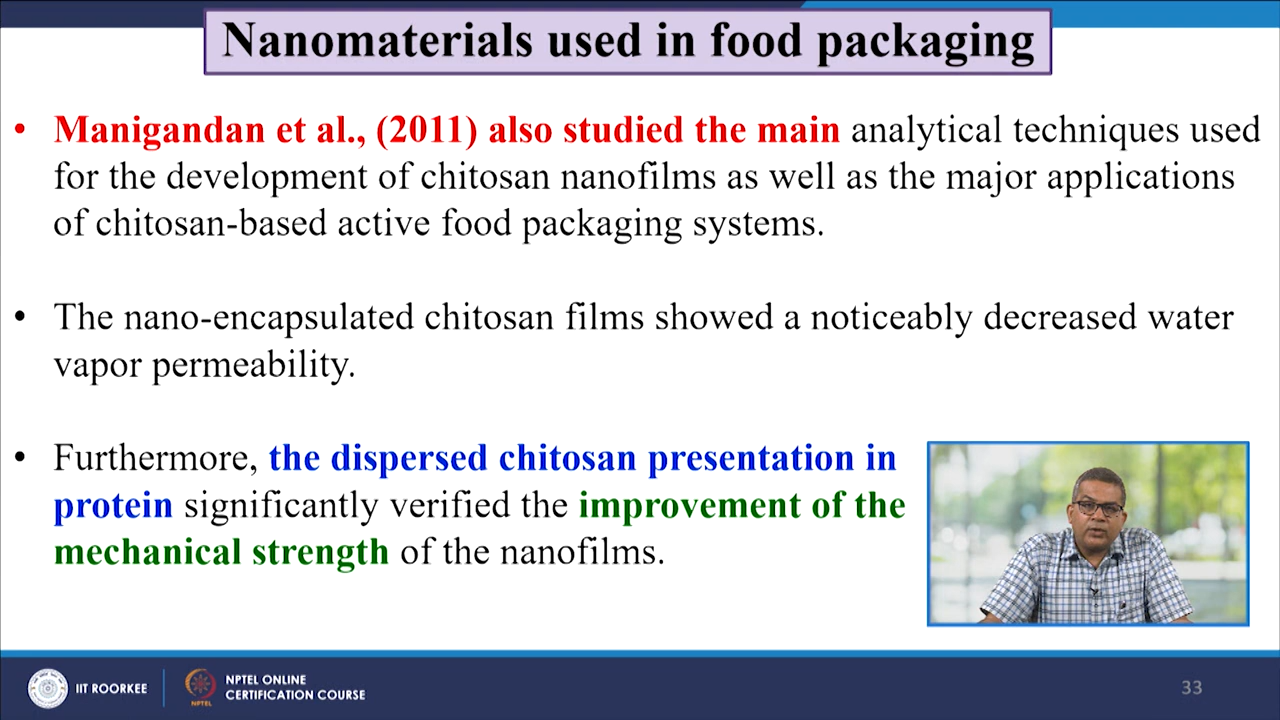 Nanomaterials used in food packaging
• Manigandan et al., (2011) also studied the main analytical techniques used
for the development of chitosan nanofilms as well as the major applications
of chitosan-based active food packaging systems.
• The nano-encapsulated chitosan films showed a noticeably decreased water
vapor permeability.
• Furthermore, the dispersed chitosan presentation in
protein significantly verified the improvement of the
mechanical strength of the nanofilms.
IIT ROORKEE
NPTEL
NPTEL ONLINE
CERTIFICATION COURSE
33